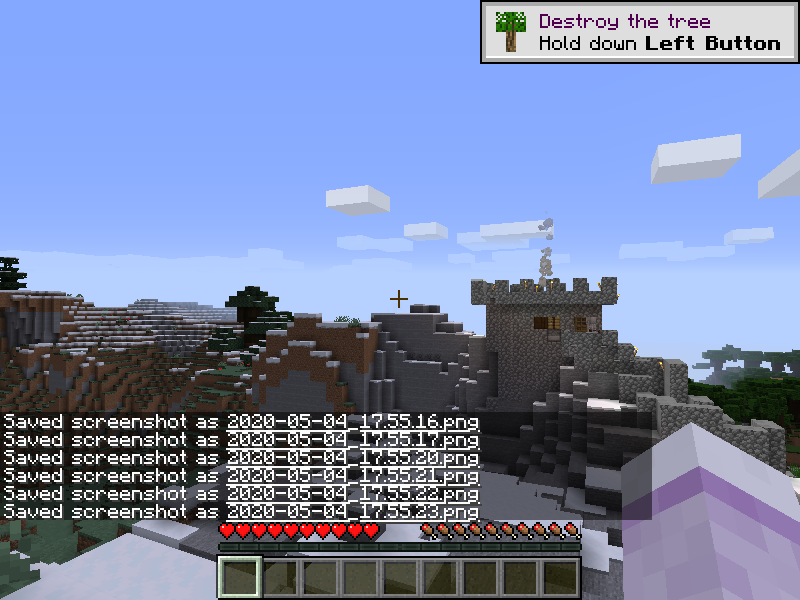 Destroy the tree
Hold down Left Button
Saved screenshot as 2020-05-04_17.55.16.png
Saved screenshot as 2020-05-04_17.55.17.png
Saved screenshot as 2020-05-04_17.55.20.png
Saved screenshot as 2020-05-04_17.55.21.png
Saved screenshot as 2020-05-04_17.55.22.png
Saved screenshot as 2020-05-04_17.55.23.png